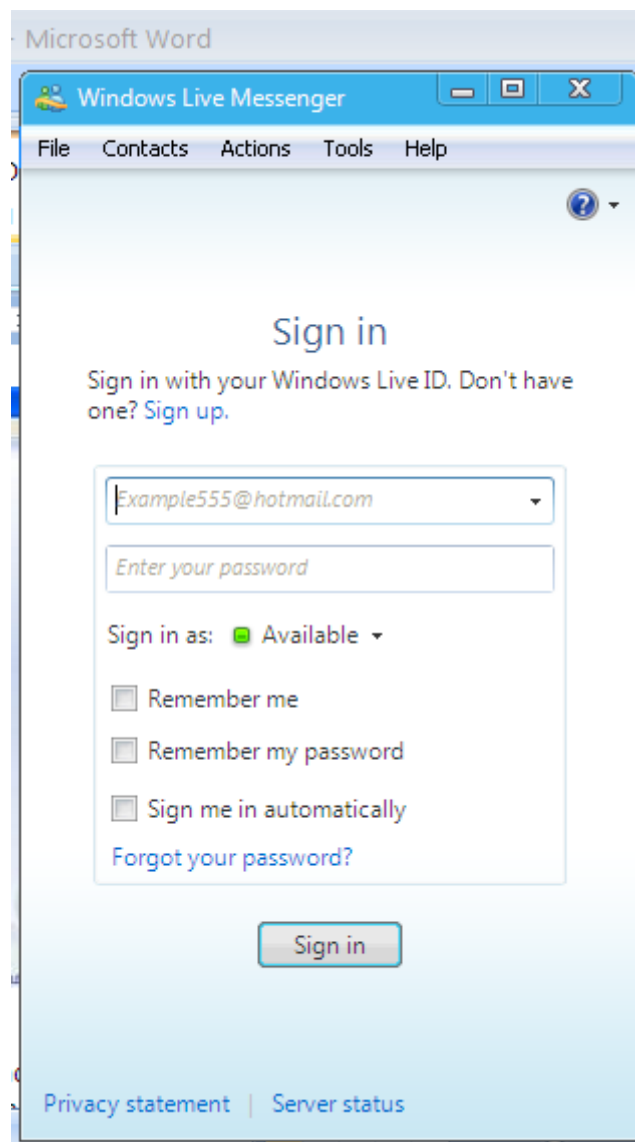 Microsoft Word
Windows Live Messenger
File Contacts Actions Tools Help
Sign in
Sign in with your Windows Live ID. Don't have
one? Sign up.
Example555@hotmail.com
Enter your password
Sign in as: Available
Remember me
Remember my password
Sign me in automatically
Forgot your password?
Sign in
Privacy statement | Server status